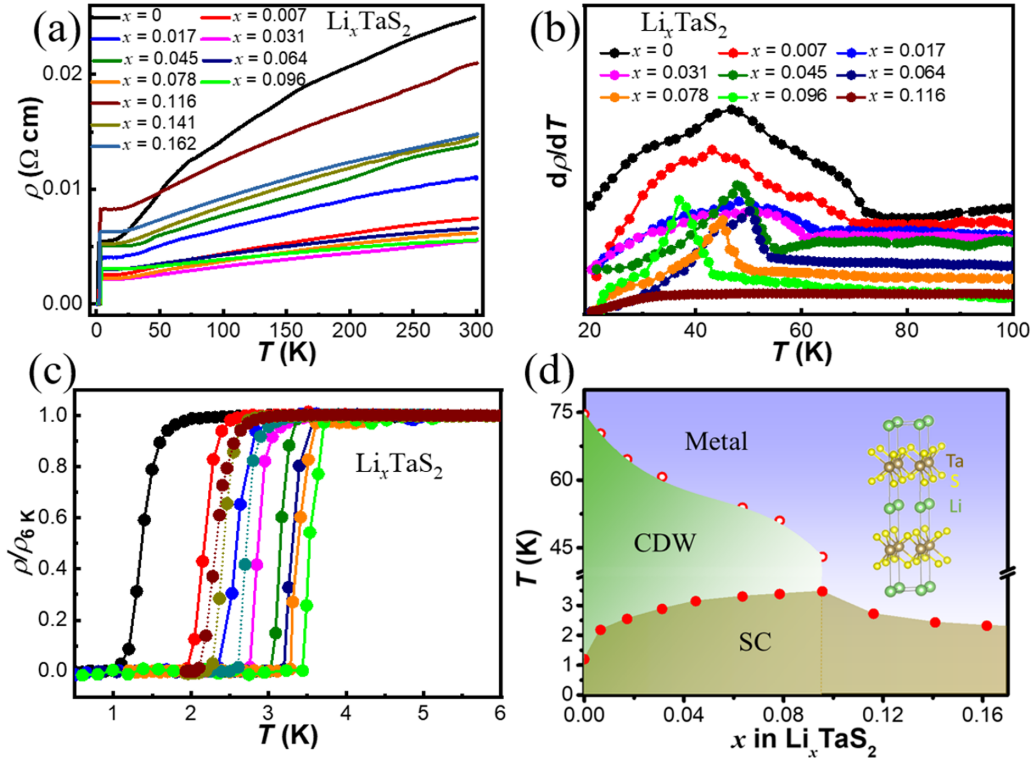 (a)
LiₓTaS₂
x = 0
x = 0.007
x = 0.017
x = 0.031
x = 0.045
x = 0.064
x = 0.078
x = 0.096
x = 0.116
x = 0.141
x = 0.162
ρ (Ω cm)
0.02
0.01
0.00
0 50 100 150 200 250 300
T (K)
(b)
LiₓTaS₂
x = 0 x = 0.007 x = 0.017
x = 0.031 x = 0.045 x = 0.064
x = 0.078 x = 0.096 x = 0.116
dρ/dT
20 40 60 80 100
T (K)
(c)
LiₓTaS₂
ρ/ρ6 K
1.0
0.8
0.6
0.4
0.2
0.0
1 2 3 4 5 6
T (K)
(d)
Metal
CDW
SC
Ta
S
Li
T (K)
75
60
45
3
2
1
0
0.00 0.04 0.08 0.12 0.16
x in LiₓTaS₂